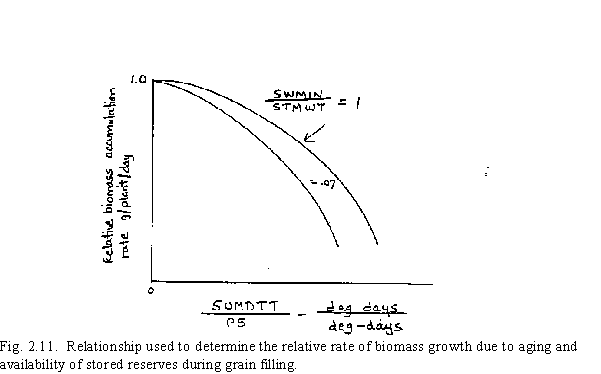 1.0
SWMIN
STMWT = 1
= .07
Relative biomass accumulation
rate g/plant/day
0
SUMDTT deg days
P5 - deg-days
Fig. 2.11. Relationship used to determine the relative rate of biomass growth due to aging and
availability of stored reserves during grain filling.